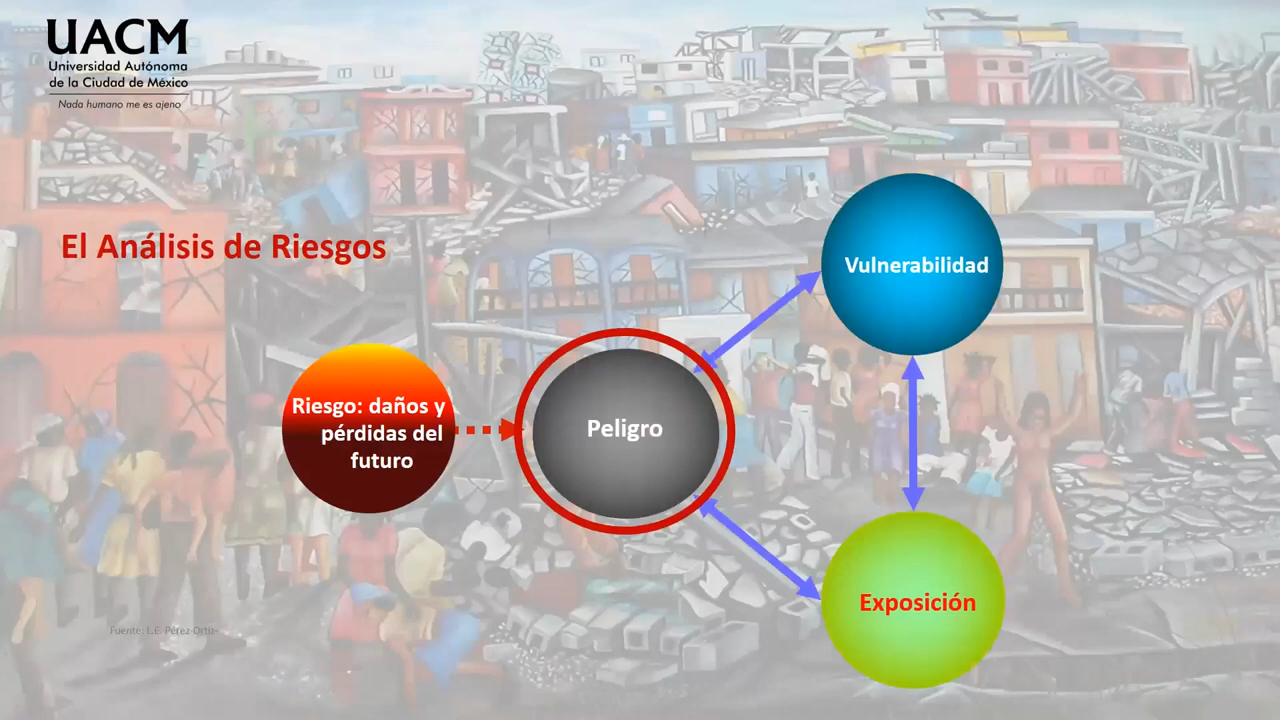 UACM
Universidad Autónoma
de la Ciudad de México
Nada humano me es ajeno
El Análisis de Riesgos
Vulnerabilidad
Riesgo: daños y
pérdidas del
futuro
Peligro
Exposición
Fuente: L.E. Pérez-Ortiz-